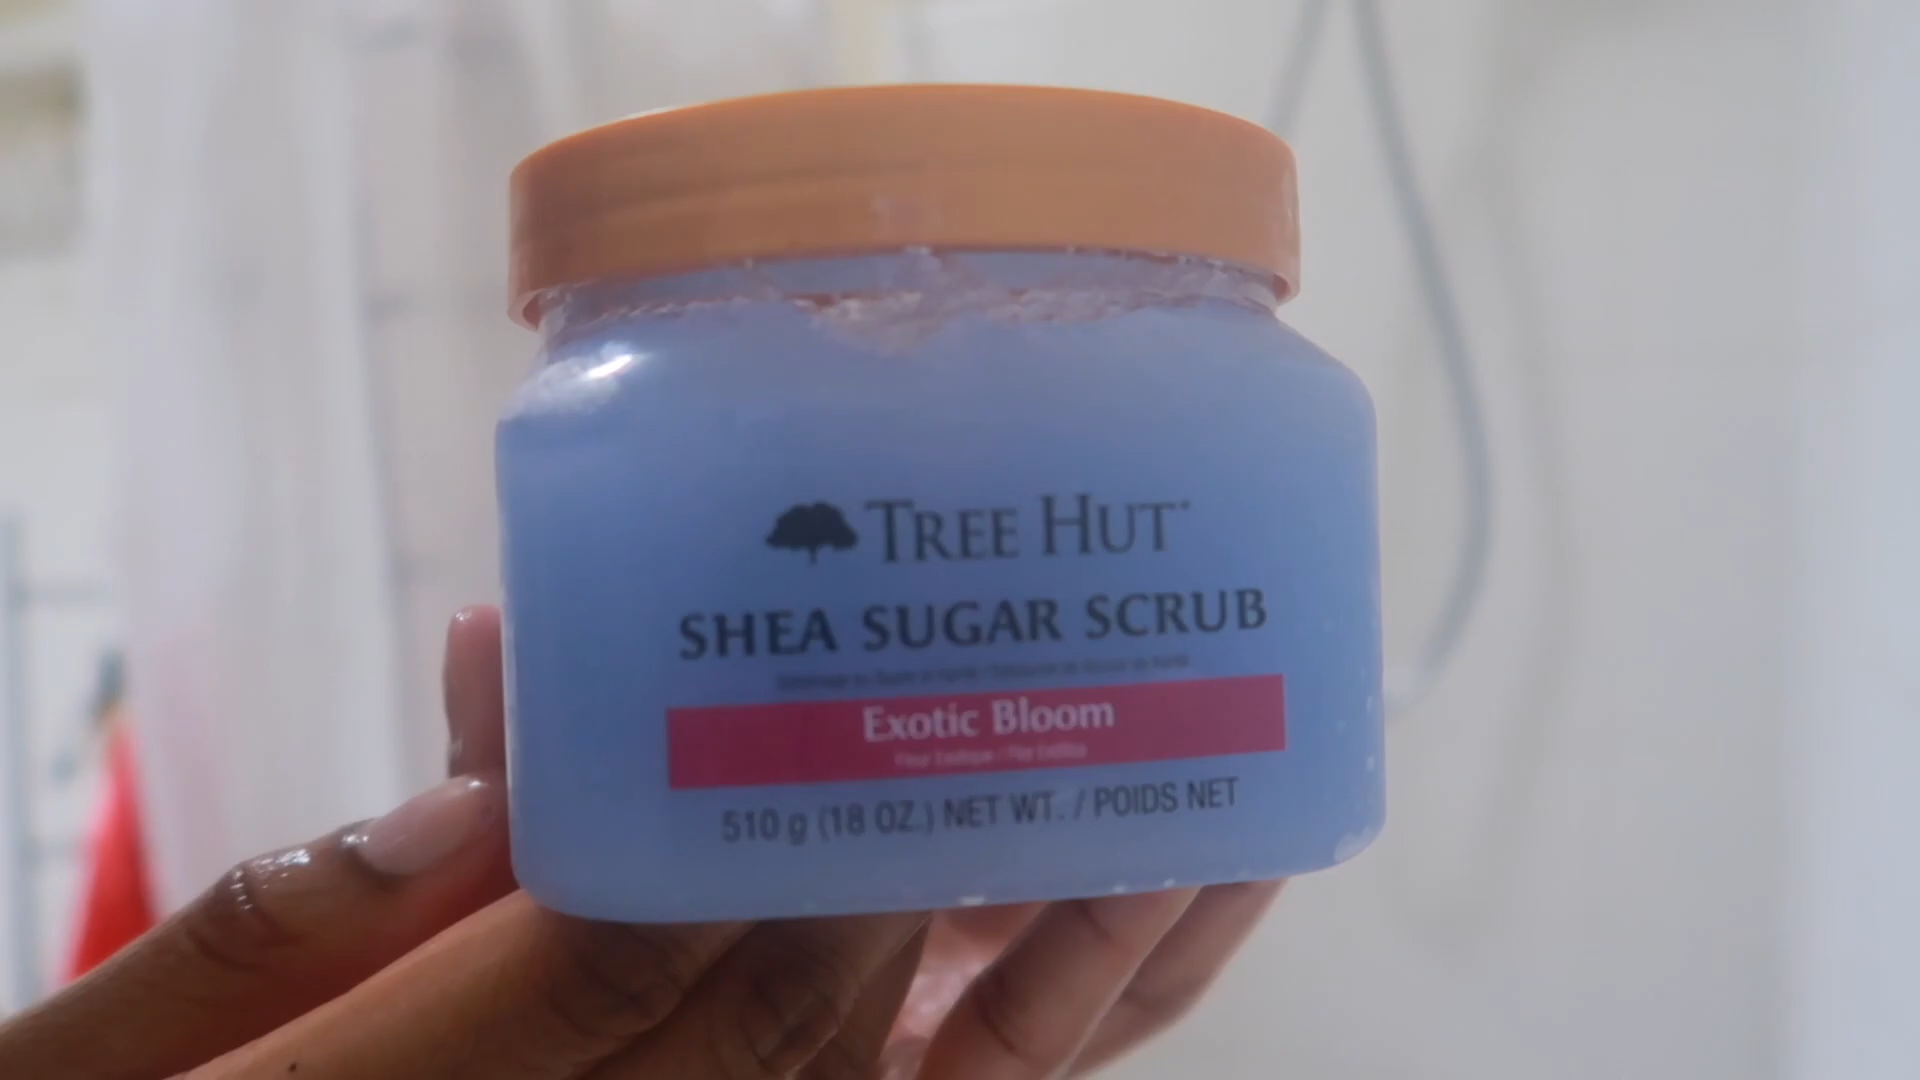 TREE HUT
SHEA SUGAR SCRUB
Exotic Bloom
510 g (18 OZ.) NET WT. / POIDS NET